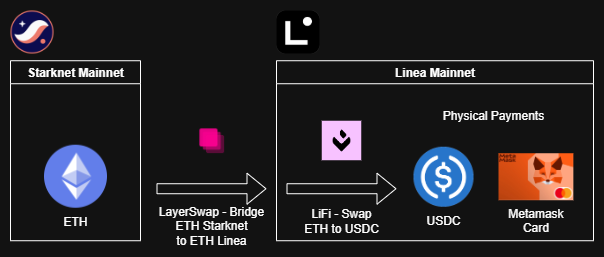 Starknet Mainnet
Linea Mainnet
Physical Payments
ETH
LayerSwap - Bridge
ETH Starknet
to ETH Linea
LiFi - Swap
ETH to USDC
USDC
Metamask
Card